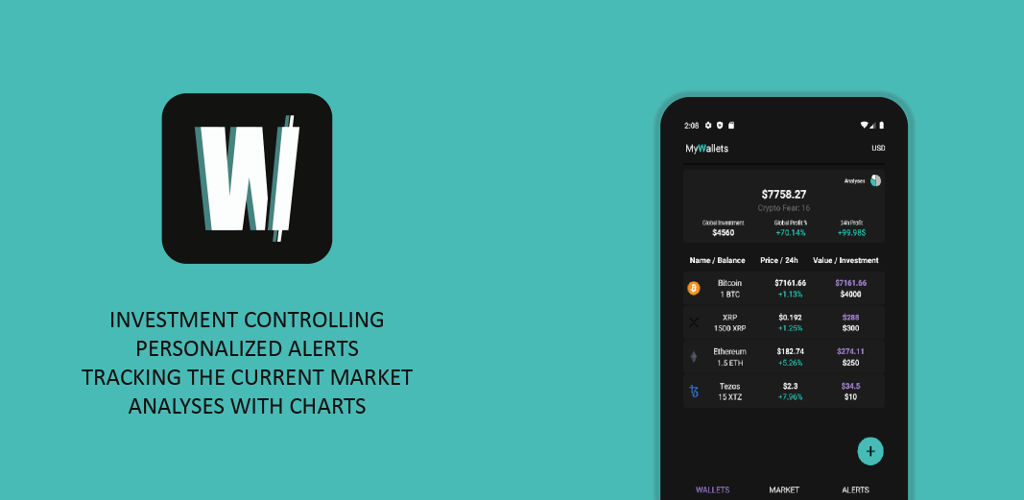 W
INVESTMENT CONTROLLING
PERSONALIZED ALERTS
TRACKING THE CURRENT MARKET
ANALYSES WITH CHARTS
2:08
MyWallets USD
Analyses
$7758.27
Crypto Fear: 16
Global Investment Global Profit % 24h Profit
$4560 +70.14% +99.98$
Name / Balance Price / 24h Value / Investment
Bitcoin $7161.66 $7161.66
1 BTC +1.13% $4000
XRP $0.192 $288
1500 XRP +1.25% $300
Ethereum $182.74 $274.11
1.5 ETH +5.26% $250
Tezos $2.3 $34.5
15 XTZ +7.96% $10
+
WALLETS MARKET ALERTS